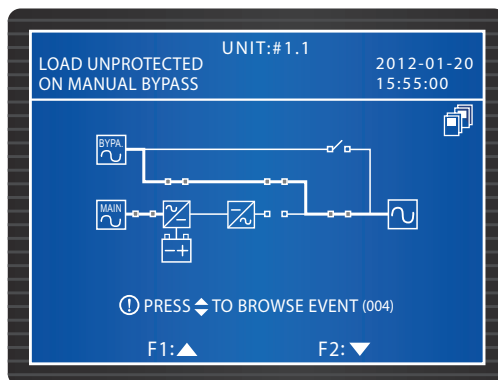 UNIT:#1.1
LOAD UNPROTECTED
ON MANUAL BYPASS
2012-01-20
15:55:00
BYPA.
MAIN
PRESS TO BROWSE EVENT (004)
F1:
F2: